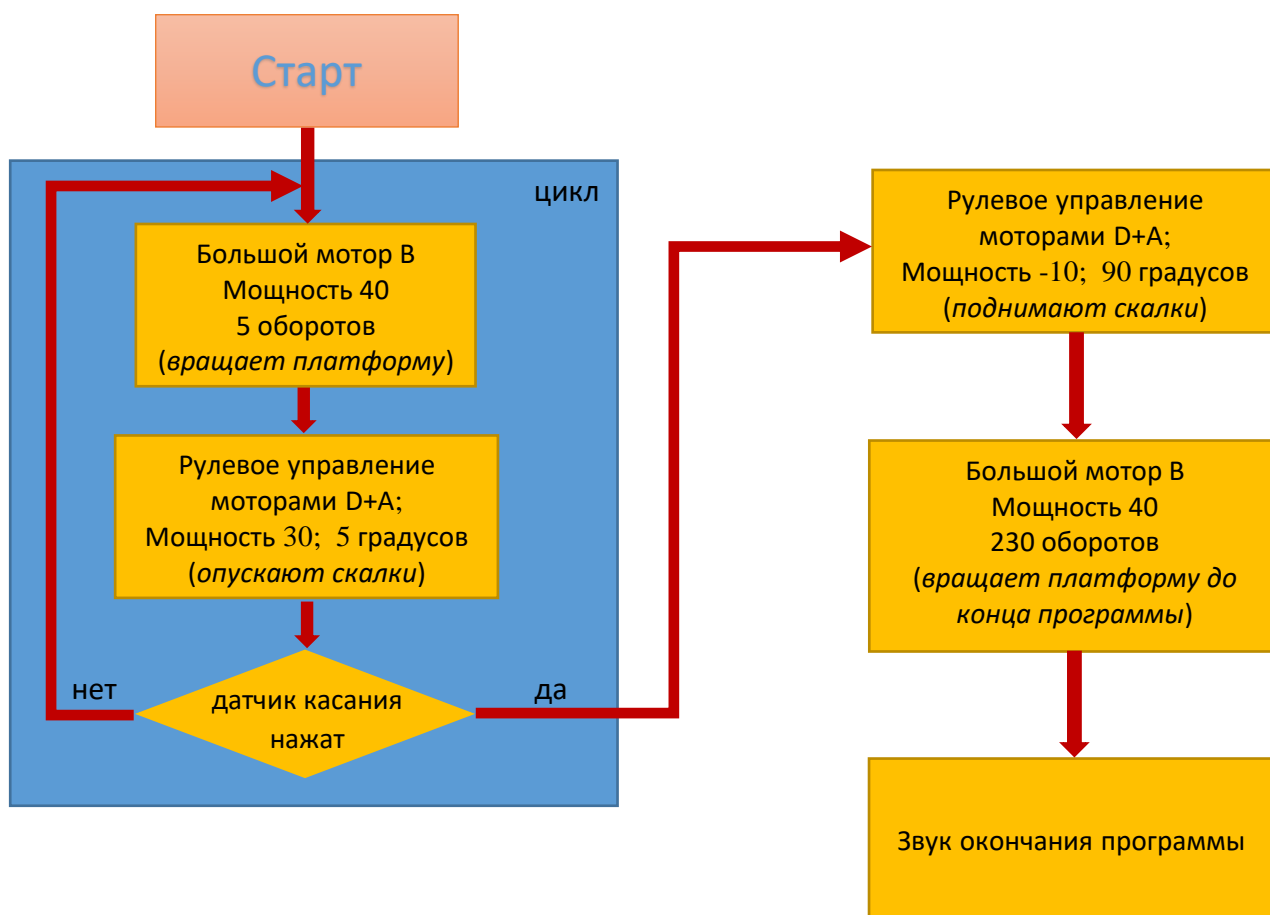 Старт
цикл
Большой мотор В
Мощность 40
5 оборотов
(вращает платформу)
Рулевое управление
моторами D+A;
Мощность 30; 5 градусов
(опускают скалки)
нет
датчик касания
нажат
да
Рулевое управление
моторами D+A;
Мощность -10; 90 градусов
(поднимают скалки)
Большой мотор В
Мощность 40
230 оборотов
(вращает платформу до
конца программы)
Звук окончания программы